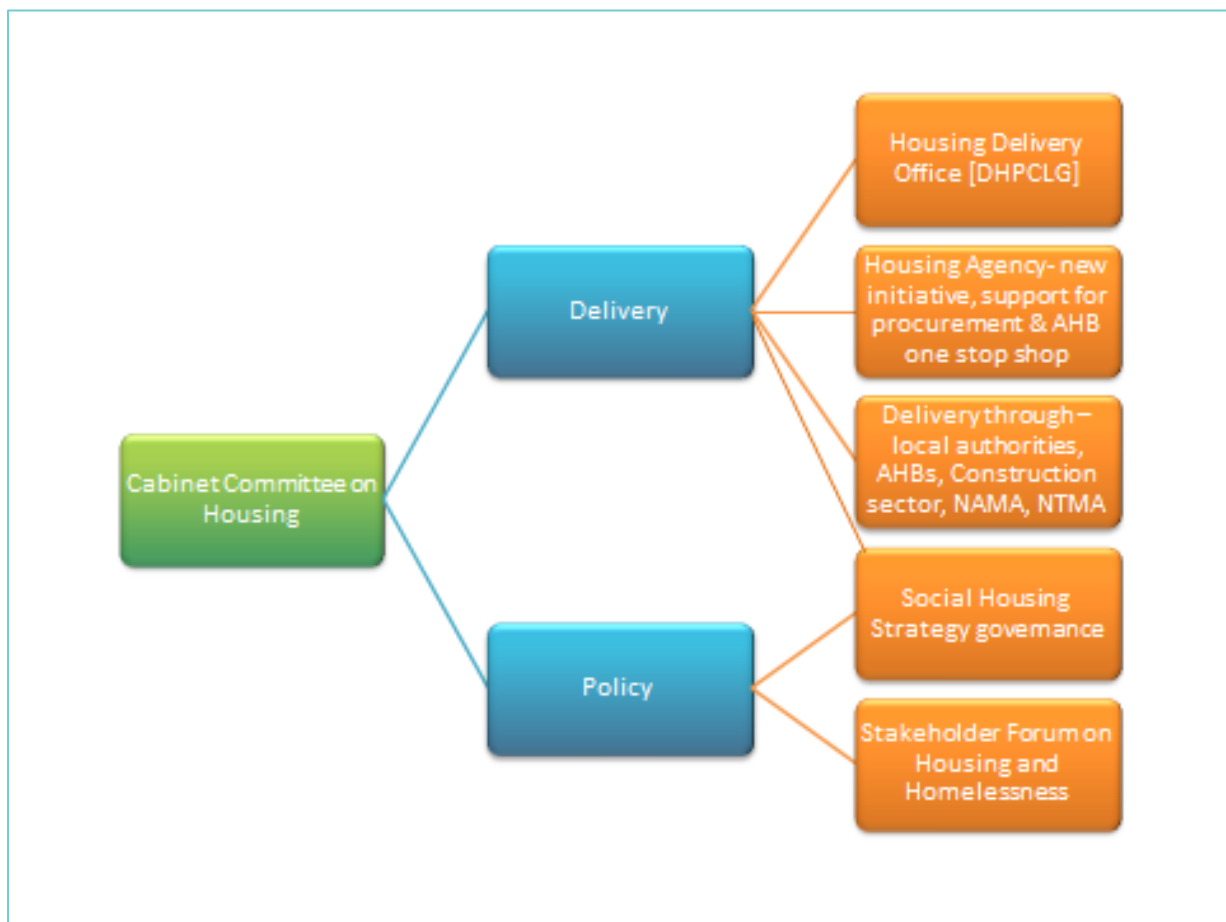 Housing Delivery
Office [DHPCLG]
Delivery
Housing Agency- new
initiative, support for
procurement & AHB
one stop shop
Delivery through –
local authorities,
AHBs, Construction
sector, NAMA, NTMA
Cabinet Committee on
Housing
Social Housing
Strategy governance
Policy
Stakeholder Forum on
Housing and
Homelessness